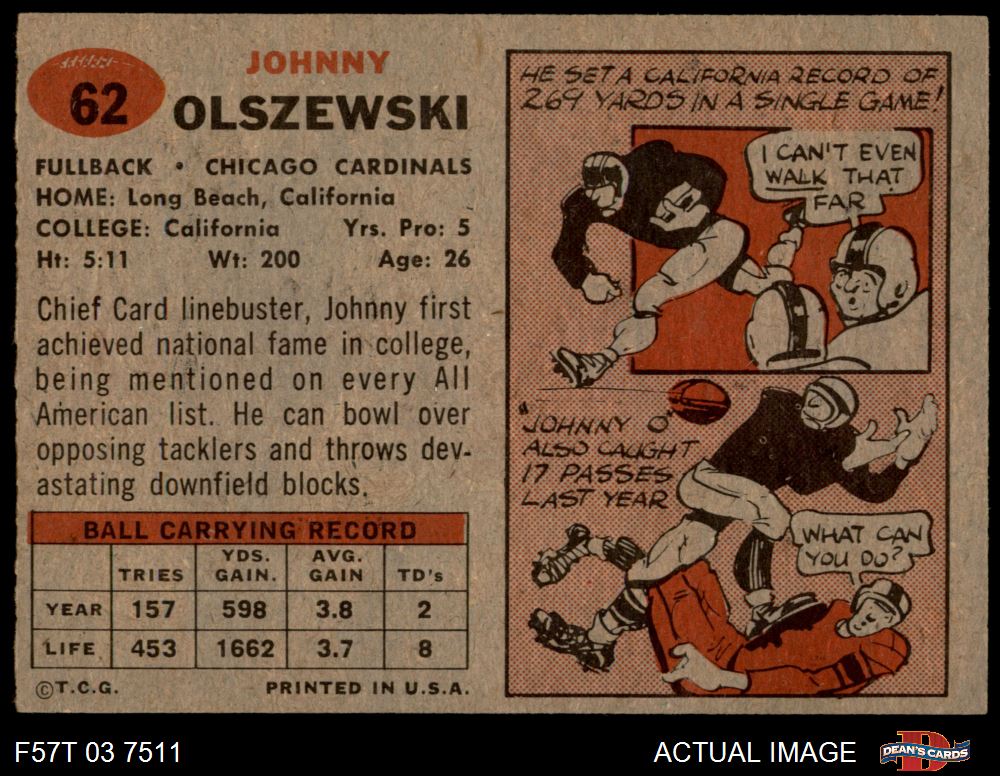 62
JOHNNY
OLSZEWSKI
FULLBACK • CHICAGO CARDINALS
HOME: Long Beach, California
COLLEGE: California Yrs. Pro: 5
Ht: 5:11 Wt: 200 Age: 26
Chief Card linebuster, Johnny first
achieved national fame in college,
being mentioned on every All
American list. He can bowl over
opposing tacklers and throws dev-
astating downfield blocks.
BALL CARRYING RECORD
TRIES YDS. GAIN. AVG. GAIN TD's
YEAR 157 598 3.8 2
LIFE 453 1662 3.7 8
©T.C.G. PRINTED IN U.S.A.
HE SET A CALIFORNIA RECORD OF
269 YARDS IN A SINGLE GAME!
I CAN'T EVEN
WALK THAT
FAR
"JOHNNY O"
ALSO CAUGHT
17 PASSES
LAST YEAR
WHAT CAN
YOU DO?
F57T 03 7511
ACTUAL IMAGE
D
DEAN'S CARDS